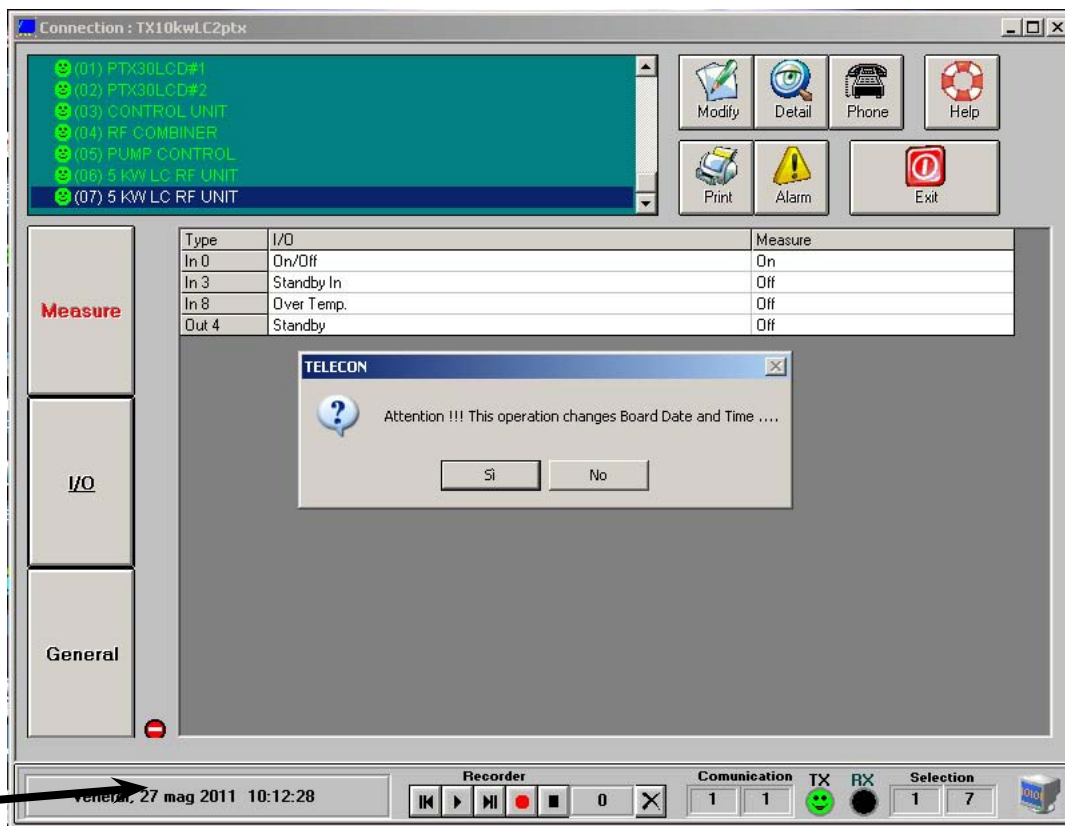 Connection : TX10kwLC2ptx
(01) PTX30LCD#1
(02) PTX30LCD#2
(03) CONTROL UNIT
(04) RF COMBINER
(05) PUMP CONTROL
(06) 5 KW LC RF UNIT
(07) 5 KW LC RF UNIT
Modify Detail Phone Help
Print Alarm Exit
Type I/O Measure
In 0 On/Off On
In 3 Standby In Off
In 8 Over Temp. Off
Out 4 Standby Off
Measure
I/O
General
TELECON
Attention !!! This operation changes Board Date and Time ....
Sì No
27 mag 2011 10:12:28
Recorder
0
Comunication TX RX Selection
1 1 1 7